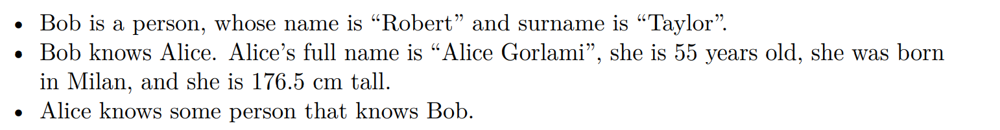 • Bob is a person, whose name is “Robert” and surname is “Taylor”.
• Bob knows Alice. Alice’s full name is “Alice Gorlami”, she is 55 years old, she was born
in Milan, and she is 176.5 cm tall.
• Alice knows some person that knows Bob.